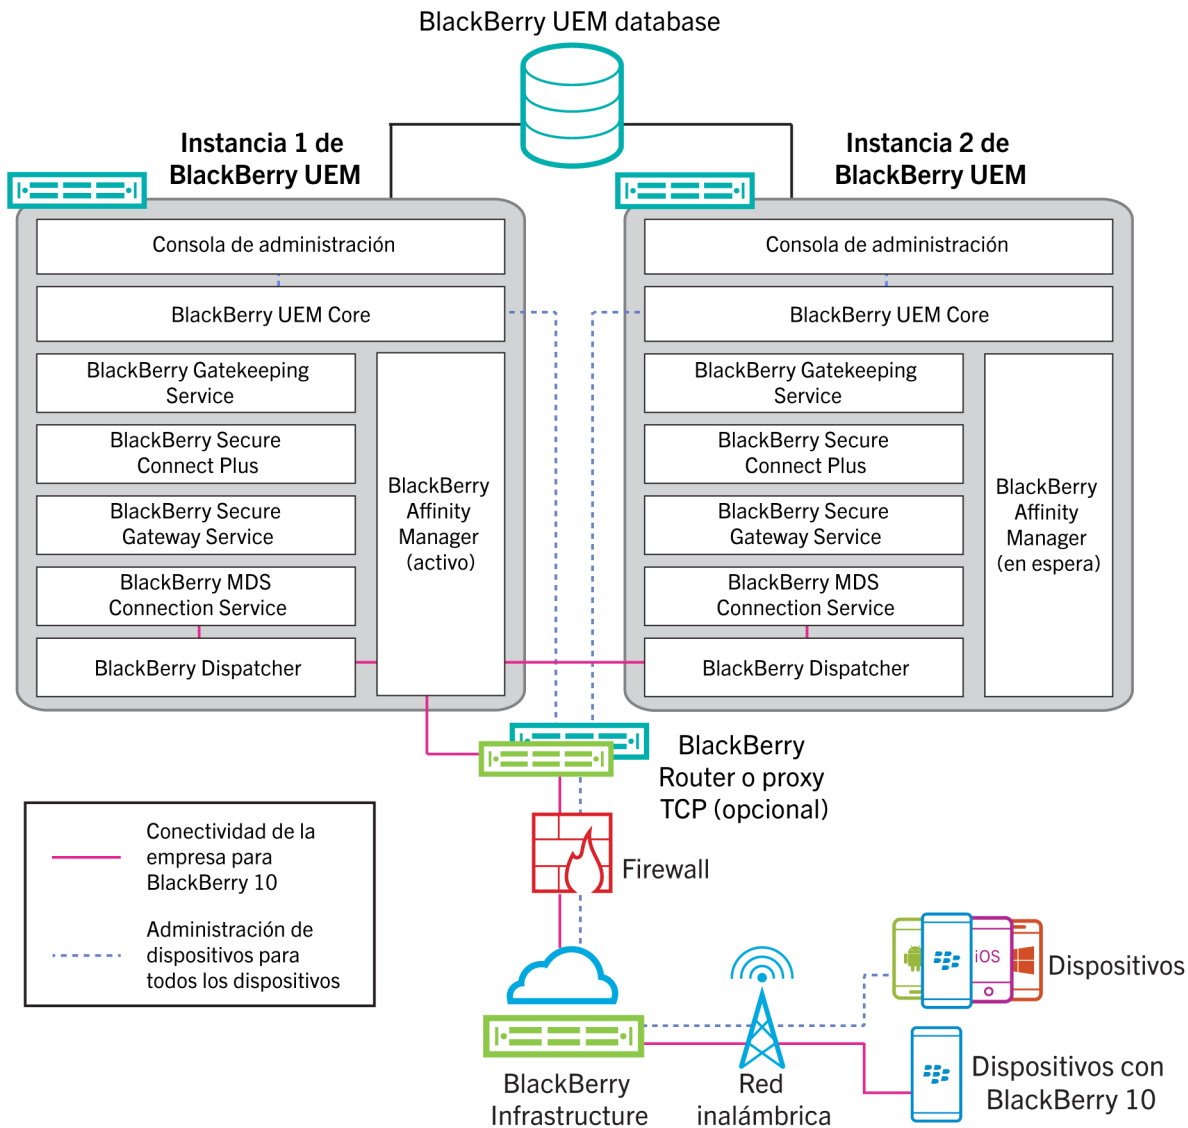 BlackBerry UEM database
Instancia 1 de
BlackBerry UEM
Consola de administración
BlackBerry UEM Core
BlackBerry Gatekeeping
Service
BlackBerry Secure
Connect Plus
BlackBerry Secure
Gateway Service
BlackBerry MDS
Connection Service
BlackBerry Dispatcher
BlackBerry
Affinity
Manager
(activo)
Instancia 2 de
BlackBerry UEM
Consola de administración
BlackBerry UEM Core
BlackBerry Gatekeeping
Service
BlackBerry Secure
Connect Plus
BlackBerry Secure
Gateway Service
BlackBerry MDS
Connection Service
BlackBerry Dispatcher
BlackBerry
Affinity
Manager
(en espera)
BlackBerry
Router o proxy
TCP (opcional)
Firewall
Conectividad de la
empresa para
BlackBerry 10
Administración de
dispositivos para
todos los dispositivos
iOS
Dispositivos
BlackBerry
Infrastructure
Red
inalámbrica
Dispositivos con
BlackBerry 10